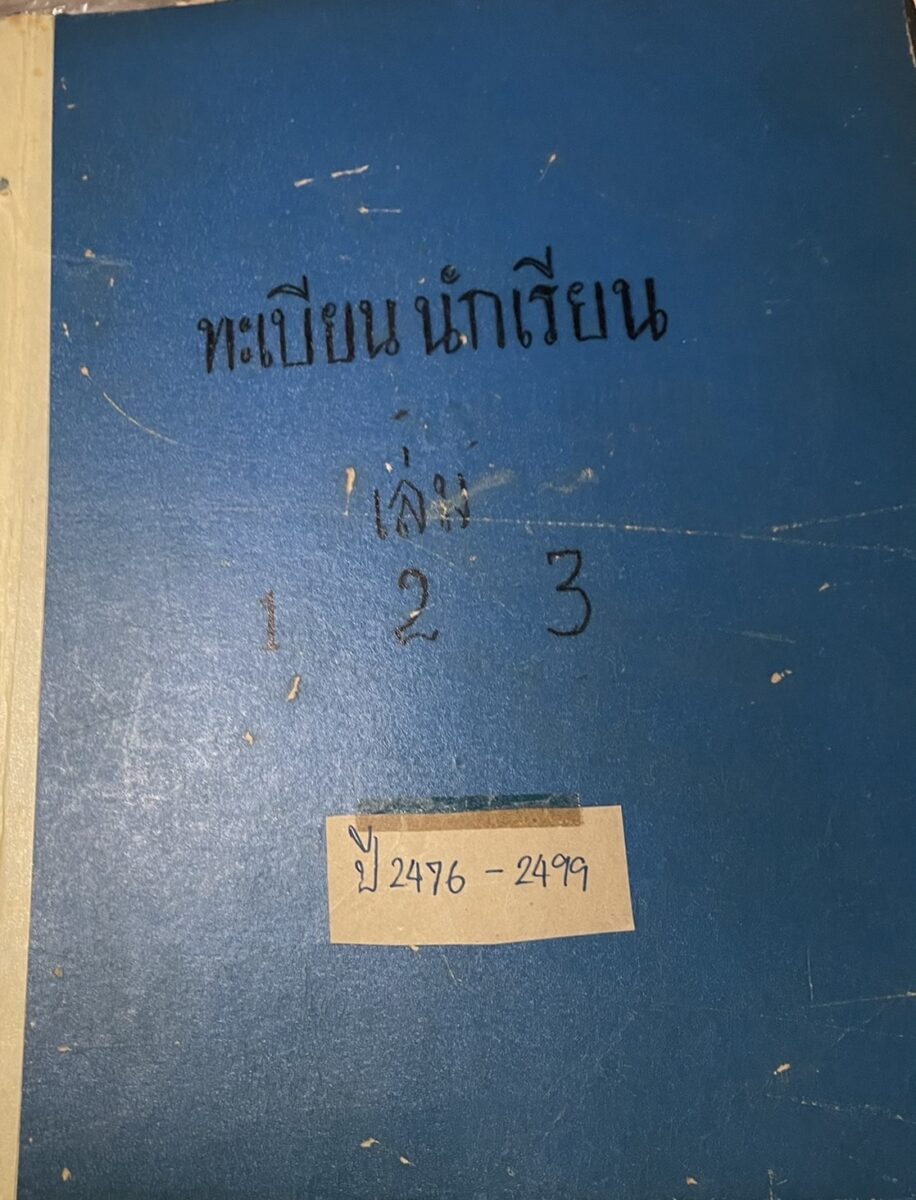 ทะเบียนนักเรียน
เล่ม
1 2 3
ปี 2476 - 2499